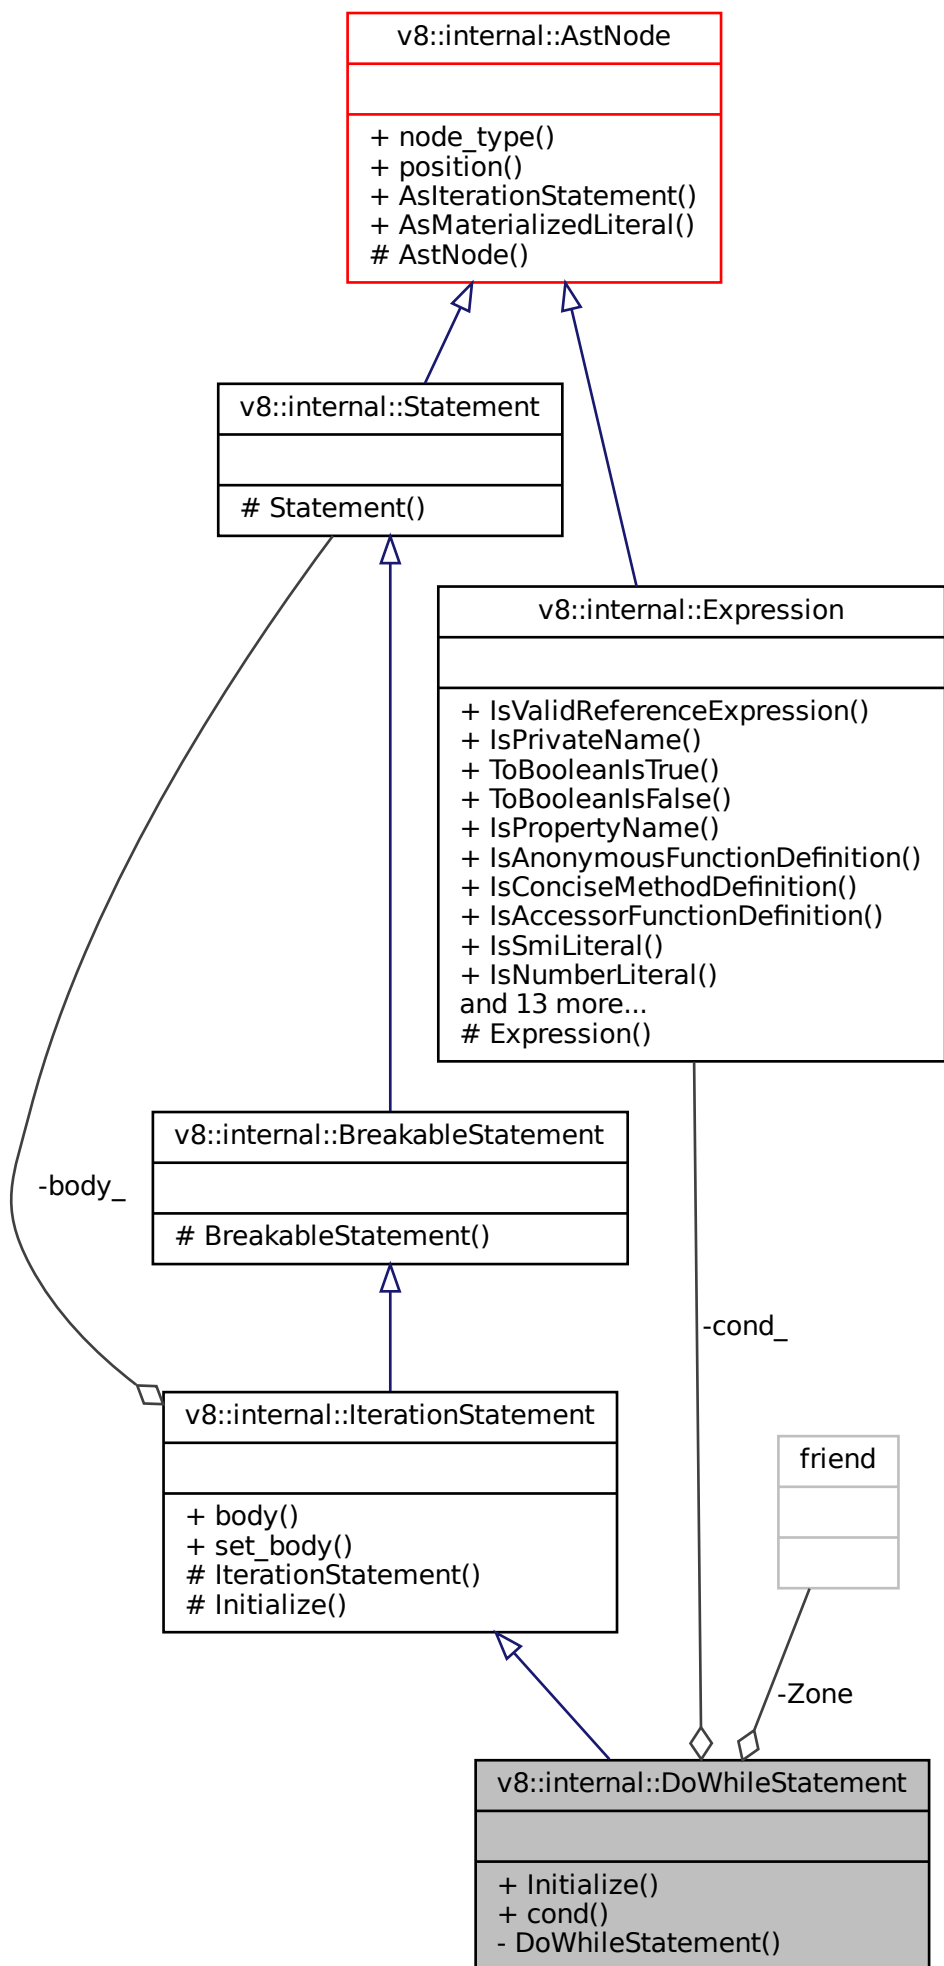 v8::internal::AstNode
+ node_type()
+ position()
+ AsIterationStatement()
+ AsMaterializedLiteral()
# AstNode()
v8::internal::Statement
# Statement()
v8::internal::Expression
+ IsValidReferenceExpression()
+ IsPrivateName()
+ ToBooleanIsTrue()
+ ToBooleanIsFalse()
+ IsPropertyName()
+ IsAnonymousFunctionDefinition()
+ IsConciseMethodDefinition()
+ IsAccessorFunctionDefinition()
+ IsSmiLiteral()
+ IsNumberLiteral()
and 13 more...
# Expression()
v8::internal::BreakableStatement
# BreakableStatement()
-body_
-cond_
v8::internal::IterationStatement
+ body()
+ set_body()
# IterationStatement()
# Initialize()
friend
-Zone
v8::internal::DoWhileStatement
+ Initialize()
+ cond()
- DoWhileStatement()